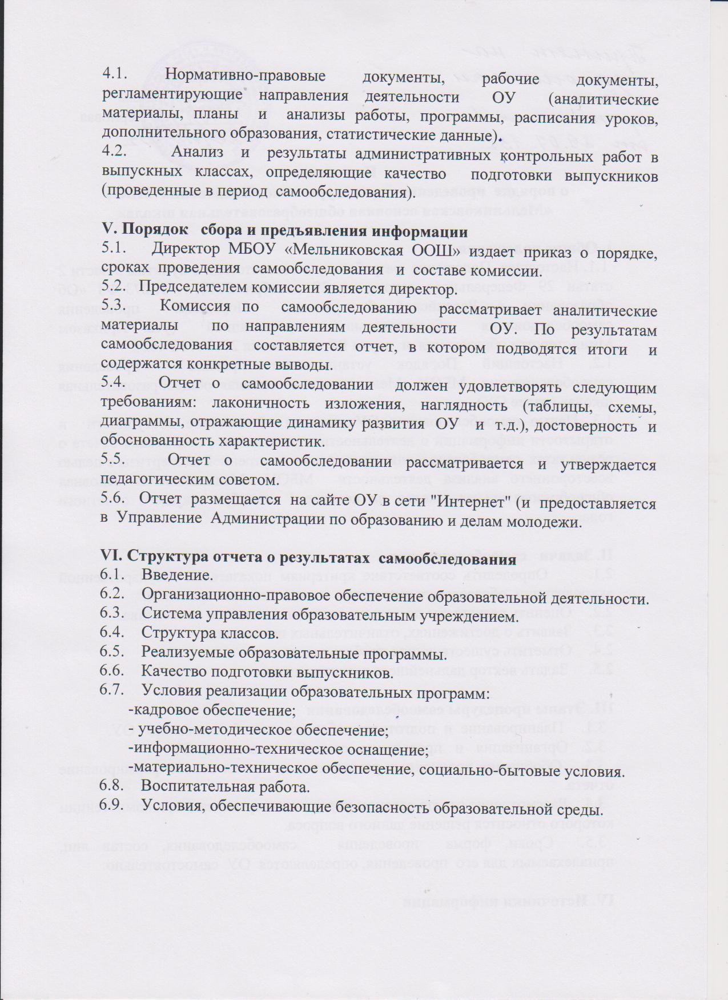 4.1. Нормативно-правовые документы, рабочие документы,
регламентирующие направления деятельности ОУ (аналитические
материалы, планы и анализы работы, программы, расписания уроков,
дополнительного образования, статистические данные).
4.2. Анализ и результаты административных контрольных работ в
выпускных классах, определяющие качество подготовки выпускников
(проведенные в период самообследования).
V. Порядок сбора и предъявления информации
5.1. Директор МБОУ «Мельниковская ООШ» издает приказ о порядке,
сроках проведения самообследования и составе комиссии.
5.2. Председателем комиссии является директор.
5.3. Комиссия по самообследованию рассматривает аналитические
материалы по направлениям деятельности ОУ. По результатам
самообследования составляется отчет, в котором подводятся итоги и
содержатся конкретные выводы.
5.4. Отчет о самообследовании должен удовлетворять следующим
требованиям: лаконичность изложения, наглядность (таблицы, схемы,
диаграммы, отражающие динамику развития ОУ и т.д.), достоверность и
обоснованность характеристик.
5.5. Отчет о самообследовании рассматривается и утверждается
педагогическим советом.
5.6. Отчет размещается на сайте ОУ в сети "Интернет" (и предоставляется
в Управление Администрации по образованию и делам молодежи.
VI. Структура отчета о результатах самообследования
6.1. Введение.
6.2. Организационно-правовое обеспечение образовательной деятельности.
6.3. Система управления образовательным учреждением.
6.4. Структура классов.
6.5. Реализуемые образовательные программы.
6.6. Качество подготовки выпускников.
6.7. Условия реализации образовательных программ:
-кадровое обеспечение;
- учебно-методическое обеспечение;
-информационно-техническое оснащение;
-материально-техническое обеспечение, социально-бытовые условия.
6.8. Воспитательная работа.
6.9. Условия, обеспечивающие безопасность образовательной среды.